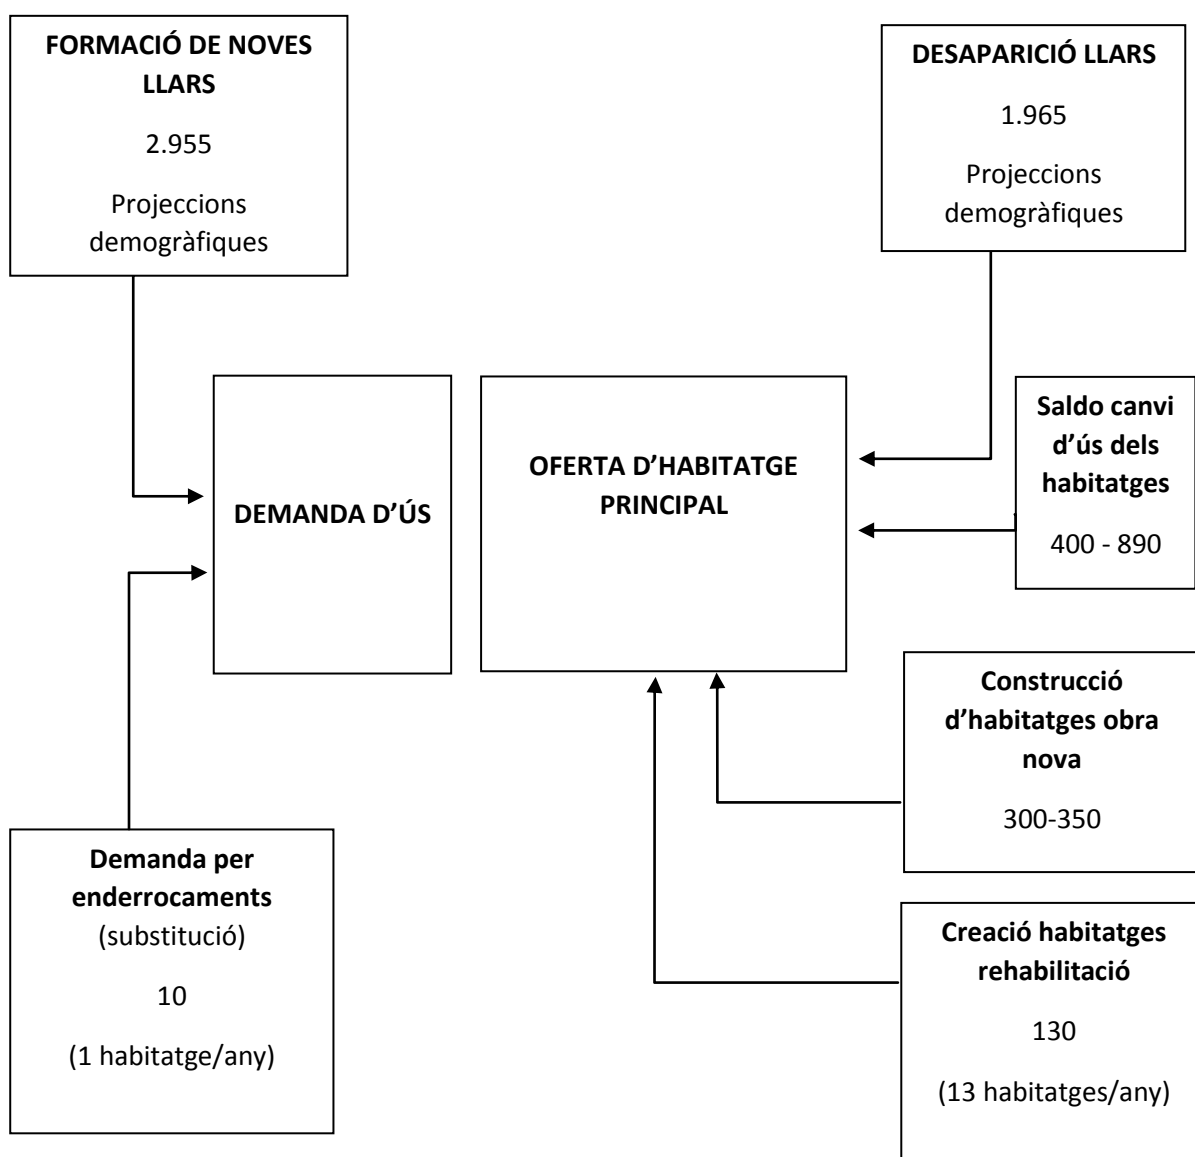 FORMACIÓ DE NOVES
LLARS
2.955
Projeccions
demogràfiques
DESAPARICIÓ LLARS
1.965
Projeccions
demogràfiques
DEMANDA D’ÚS
OFERTA D’HABITATGE
PRINCIPAL
Saldo canvi
d’ús dels
habitatges
400 - 890
Construcció
d’habitatges obra
nova
300-350
Demanda per
enderrocaments
(substitució)
10
(1 habitatge/any)
Creació habitatges
rehabilitació
130
(13 habitatges/any)